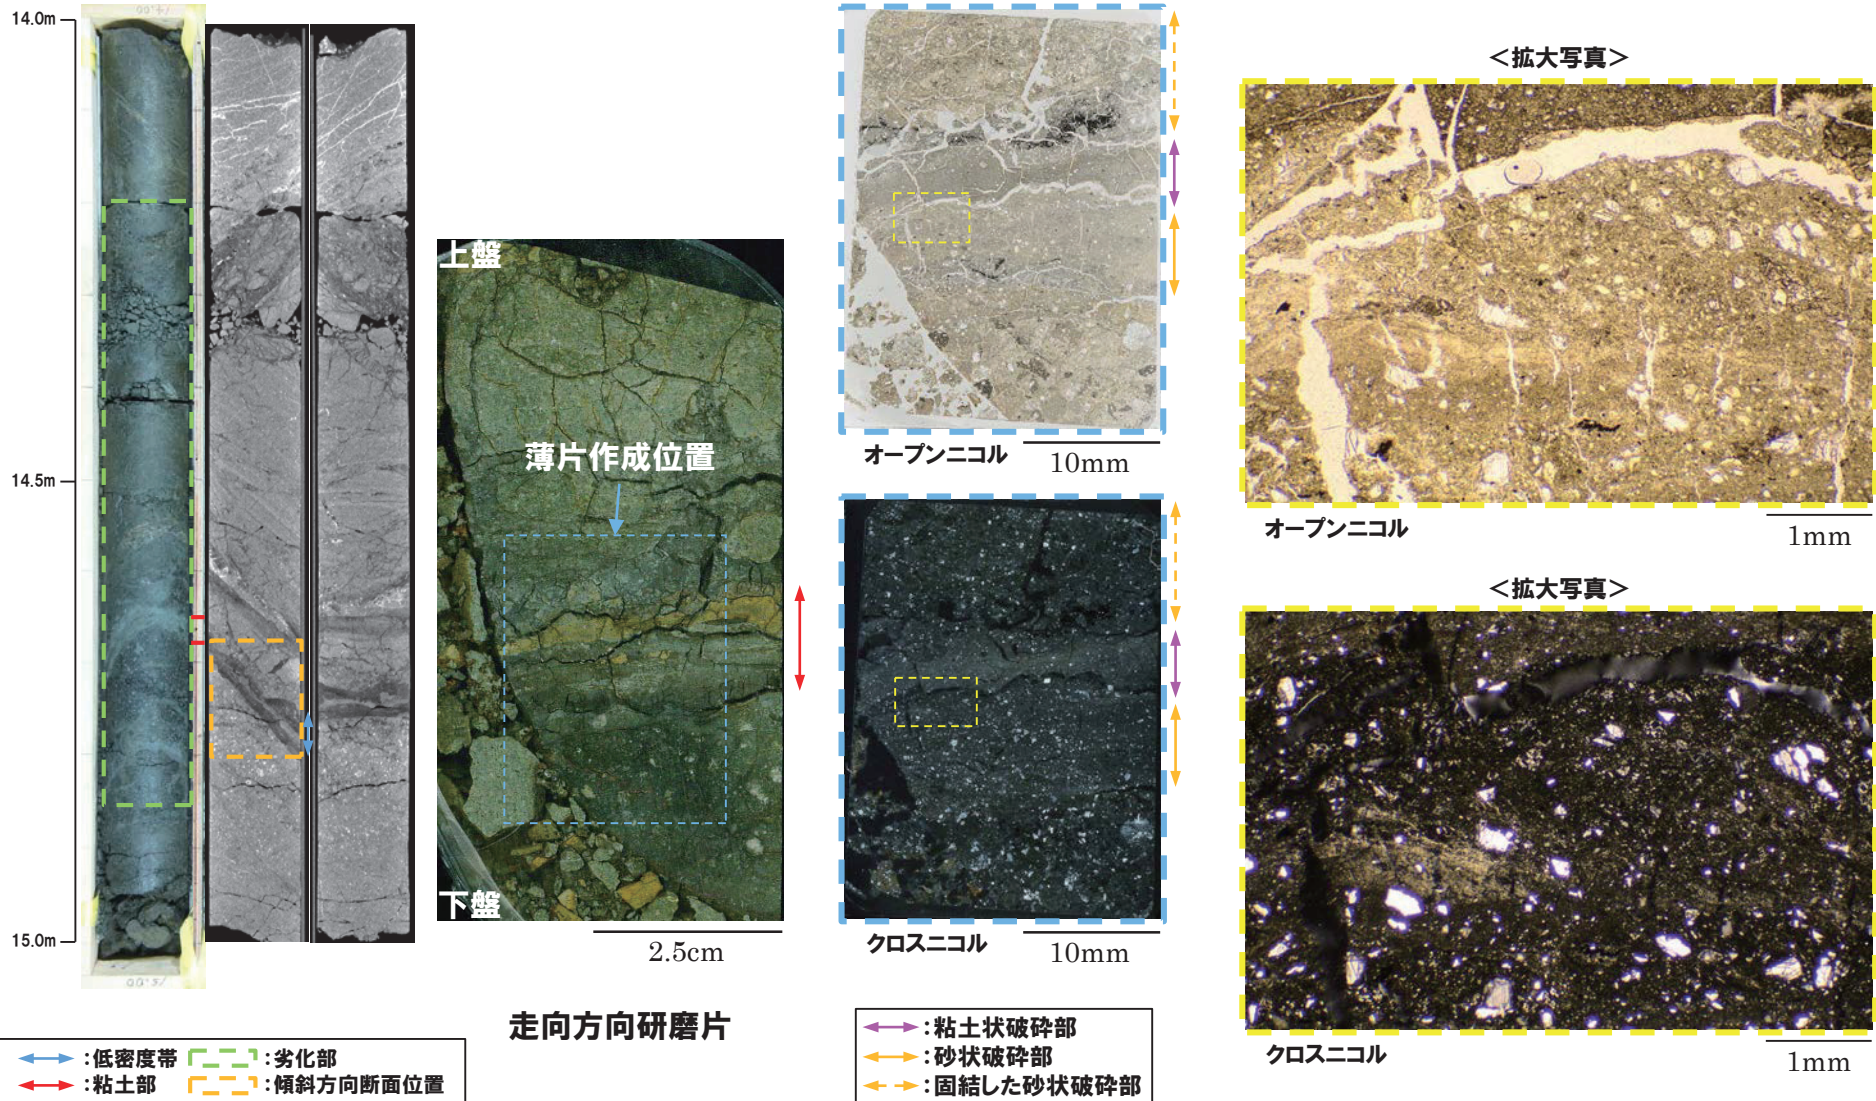 14.0m
14.5m
15.0m
14.00
15.00
上盤
薄片作成位置
下盤
2.5cm
走向方向研磨片
オープンニコル
10mm
クロスニコル
10mm
＜拡大写真＞
オープンニコル
1mm
＜拡大写真＞
クロスニコル
1mm
:低密度帯
:劣化部
:粘土部
:傾斜方向断面位置
:粘土状破砕部
:砂状破砕部
:固結した砂状破砕部